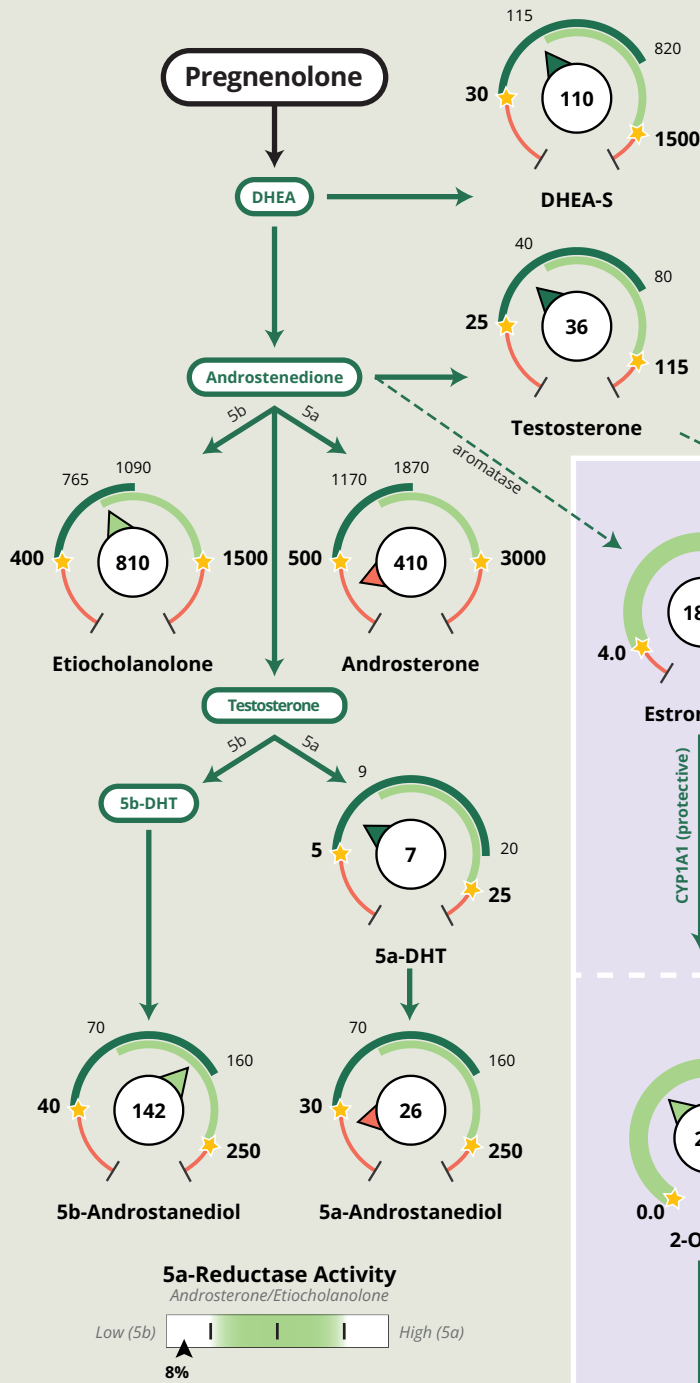 Pregnenolone
115
820
30
110
1500
DHEA-S
DHEA
40
80
25
36
115
Testosterone
Androstenedione
5b
5a
aromatase
765
1090
400
810
1500
Etiocholanolone
1170
1870
500
410
3000
Androsterone
4.0
CYP1A1 (protective)
Testosterone
5b
5a
5b-DHT
9
20
5
7
25
5a-DHT
70
160
40
142
250
5b-Androstanediol
70
160
30
26
250
5a-Androstanediol
0.0
5a-Reductase Activity
Androsterone/Etiocholanolone
Low (5b)
High (5a)
8%